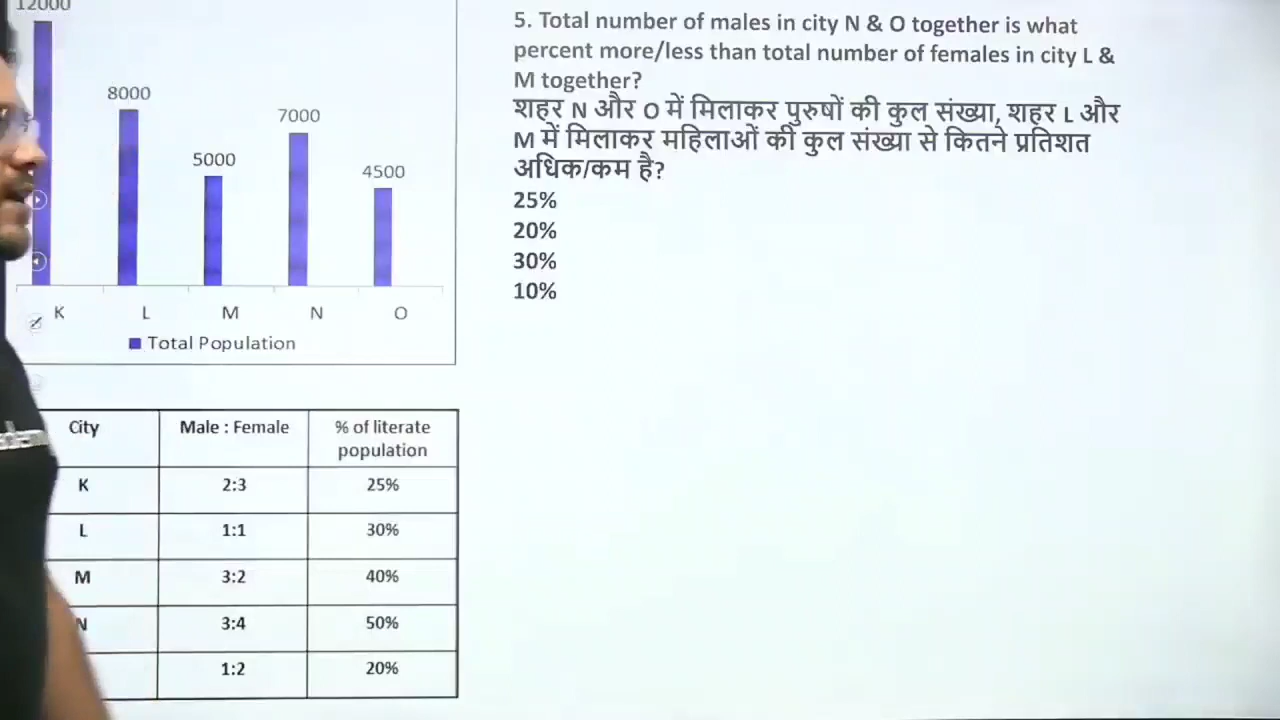 12000
8000
7000
5000
4500
K L M N O
Total Population
City Male : Female % of literate
population
K 2:3 25%
L 1:1 30%
M 3:2 40%
N 3:4 50%
1:2 20%
5. Total number of males in city N & O together is what
percent more/less than total number of females in city L &
M together?
शहर N और O में मिलाकर पुरुषों की कुल संख्या, शहर L और
M में मिलाकर महिलाओं की कुल संख्या से कितने प्रतिशत
अधिक/कम है?
25%
20%
30%
10%